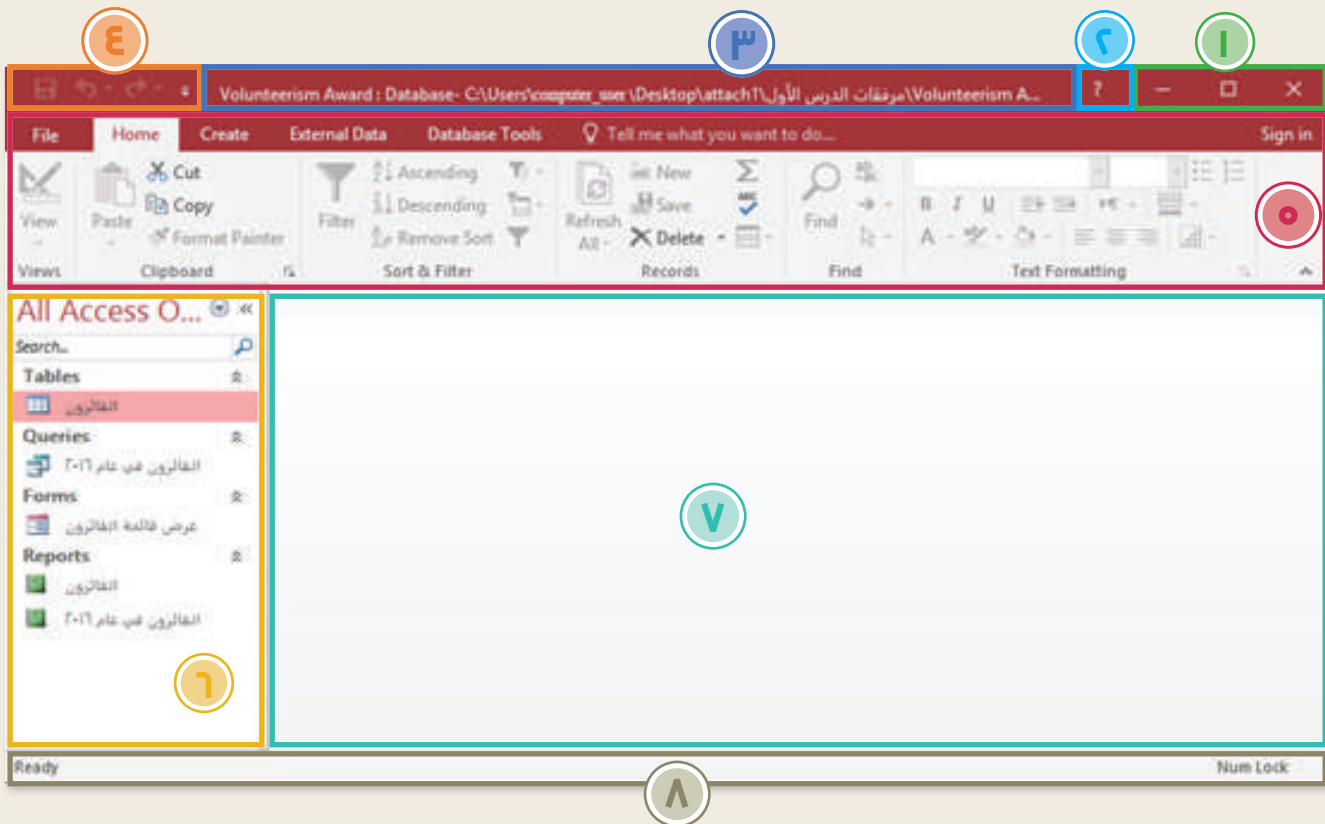 ٤
٣
٢
١
Volunteerism Award : Database- C:\Users\computer_user\Desktop\attach1\مرفقات الدرس الأول\Volunteerism A...
?
File Home Create External Data Database Tools Tell me what you want to do... Sign in
View
Views
Paste
Cut
Copy
Format Painter
Clipboard
Filter
Ascending
Descending
Remove Sort
Sort & Filter
Refresh
All
New
Save
Delete
Records
Find
Find
B I U
A
Text Formatting
٥
All Access O...
Search...
Tables
الفائزون
Queries
الفائزون في عام ٢٠١٦
Forms
عرض قائمة الفائزون
Reports
الفائزون
الفائزون في عام ٢٠١٦
٦
٧
Ready
Num Lock
٨